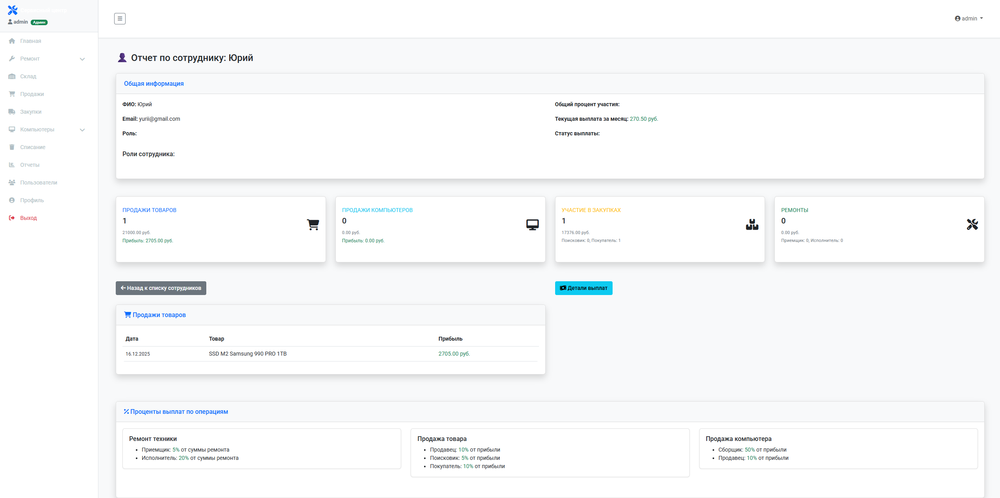 Сервисный центр
admin Админ
admin
Главная
Ремонт
Склад
Продажи
Закупки
Компьютеры
Списание
Отчеты
Пользователи
Профиль
Выход
Отчет по сотруднику: Юрий
Общая информация
ФИО: Юрий
Email: yurii@gmail.com
Роль:
Общий процент участия:
Текущая выплата за месяц: 270.50 руб.
Статус выплаты:
Роли сотрудника:
ПРОДАЖИ ТОВАРОВ
1
21000.00 руб.
Прибыль: 2705.00 руб.
ПРОДАЖИ КОМПЬЮТЕРОВ
0
0.00 руб.
Прибыль: 0.00 руб.
УЧАСТИЕ В ЗАКУПКАХ
1
17376.00 руб.
Поисковик: 0, Покупатель: 1
РЕМОНТЫ
0
0.00 руб.
Приемщик: 0, Исполнитель: 0
Назад к списку сотрудников
Детали выплат
Продажи товаров
Дата Товар Прибыль
16.12.2025 SSD M2 Samsung 990 PRO 1TB 2705.00 руб.
Проценты выплат по операциям
Ремонт техники
• Приемщик: 5% от суммы ремонта
• Исполнитель: 20% от суммы ремонта
Продажа товара
• Продавец: 10% от прибыли
• Поисковик: 5% от прибыли
• Покупатель: 10% от прибыли
Продажа компьютера
• Сборщик: 50% от прибыли
• Продавец: 10% от прибыли